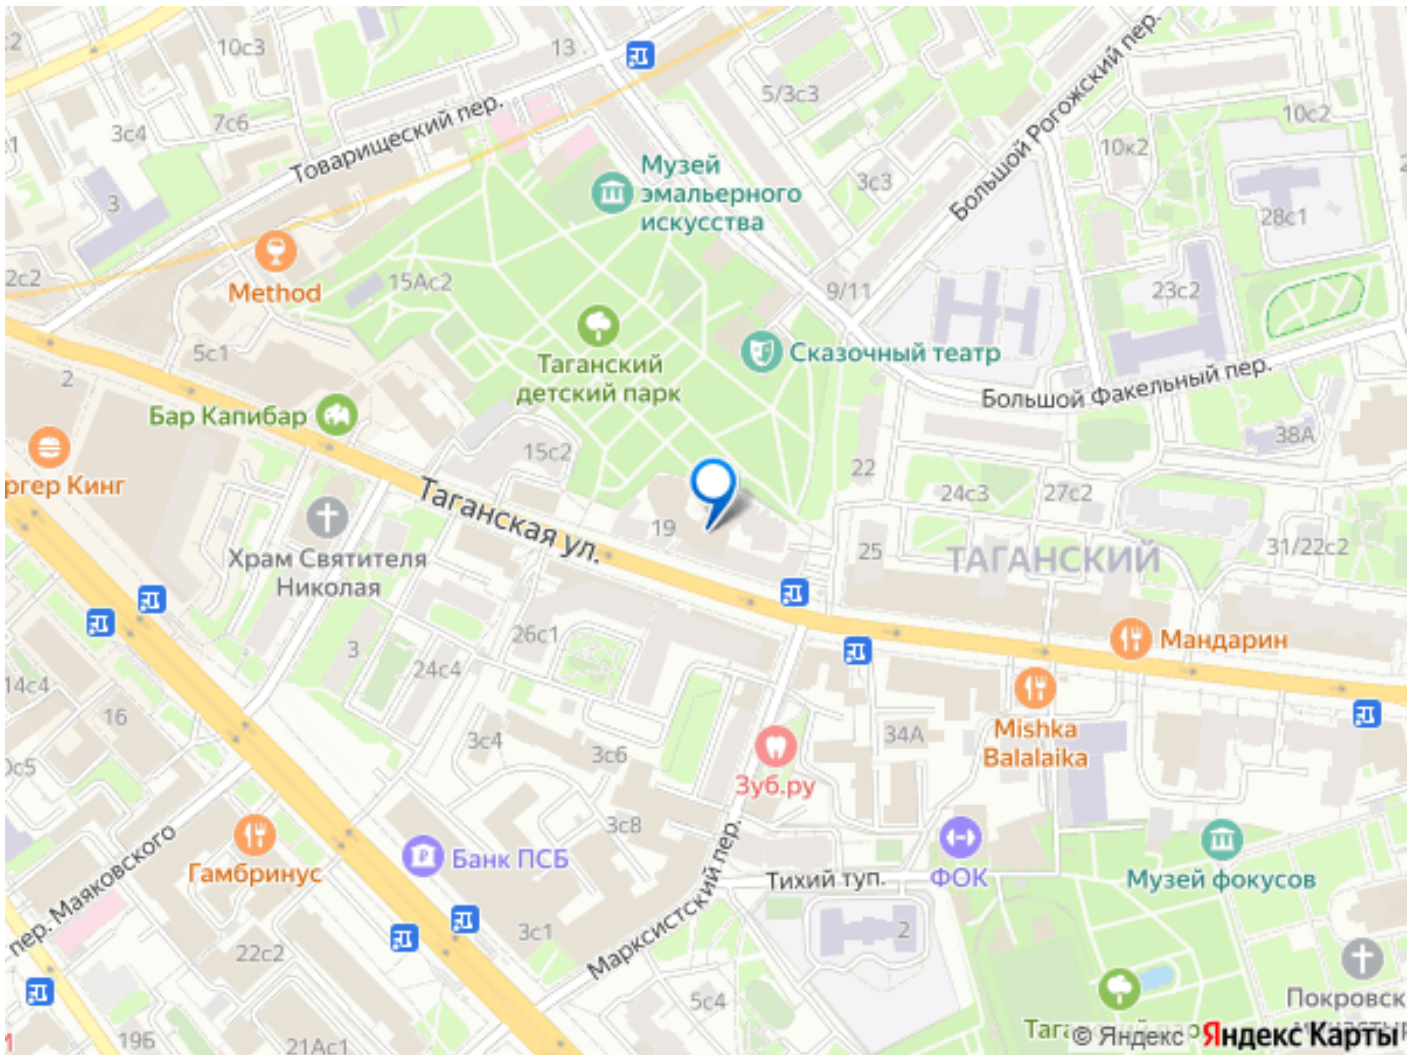 10с3
13
5/3с3
Большой Рогожский пер.
10с2
10к2
3с4
7с6
Товарищеский пер.
Музей
эмальерного
искусства
3с3
3
28с1
2с2
Method
15Ас2
9/11
23с2
5с1
2
Таганский
детский парк
Сказочный театр
Большой Факельный пер.
Бар Капибар
38А
15с2
22
24с3
27с2
ргер Кинг
Таганская ул.
19
25
ТАГАНСКИЙ
31/22с2
Храм Святителя
Николая
26с1
3
24с4
Мандарин
14с4
16
3с4
3с6
34А
Mishka
Balalaika
Зуб.ру
3с8
пер. Маяковского
Гамбринус
Банк ПСБ
Марксистский пер.
Тихий туп.
ФОК
Музей фокусов
3с1
2
22с2
5с4
Покровск
19Б
21Ас1
© Яндекс
Яндекс Карты